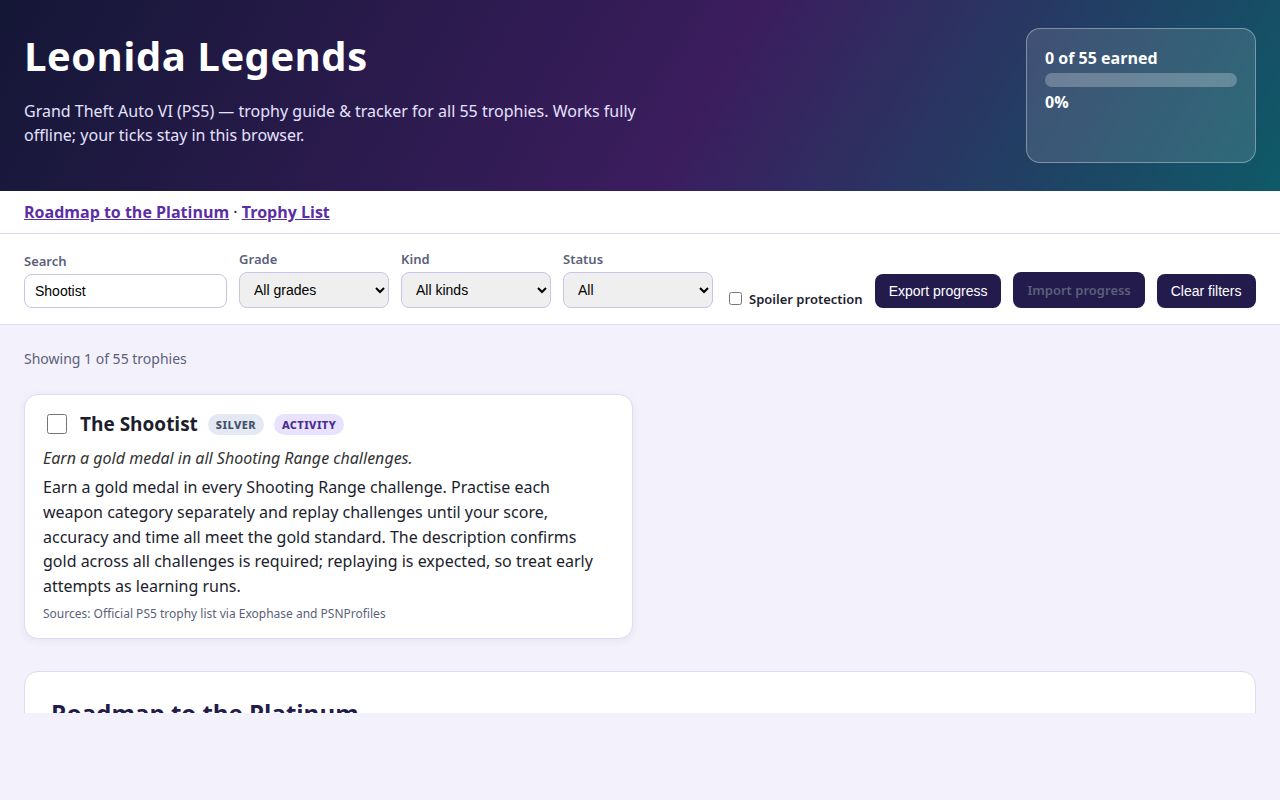 Leonida Legends
Grand Theft Auto VI (PS5) — trophy guide & tracker for all 55 trophies. Works fully
offline; your ticks stay in this browser.
0 of 55 earned
0%
Roadmap to the Platinum · Trophy List
Search
Grade
Kind
Status
Shootist
All grades
All kinds
All
Spoiler protection
Export progress
Import progress
Clear filters
Showing 1 of 55 trophies
The Shootist SILVER ACTIVITY
Earn a gold medal in all Shooting Range challenges.
Earn a gold medal in every Shooting Range challenge. Practise each
weapon category separately and replay challenges until your score,
accuracy and time all meet the gold standard. The description confirms
gold across all challenges is required; replaying is expected, so treat early
attempts as learning runs.
Sources: Official PS5 trophy list via Exophase and PSNProfiles
Roadmap to the Platinum